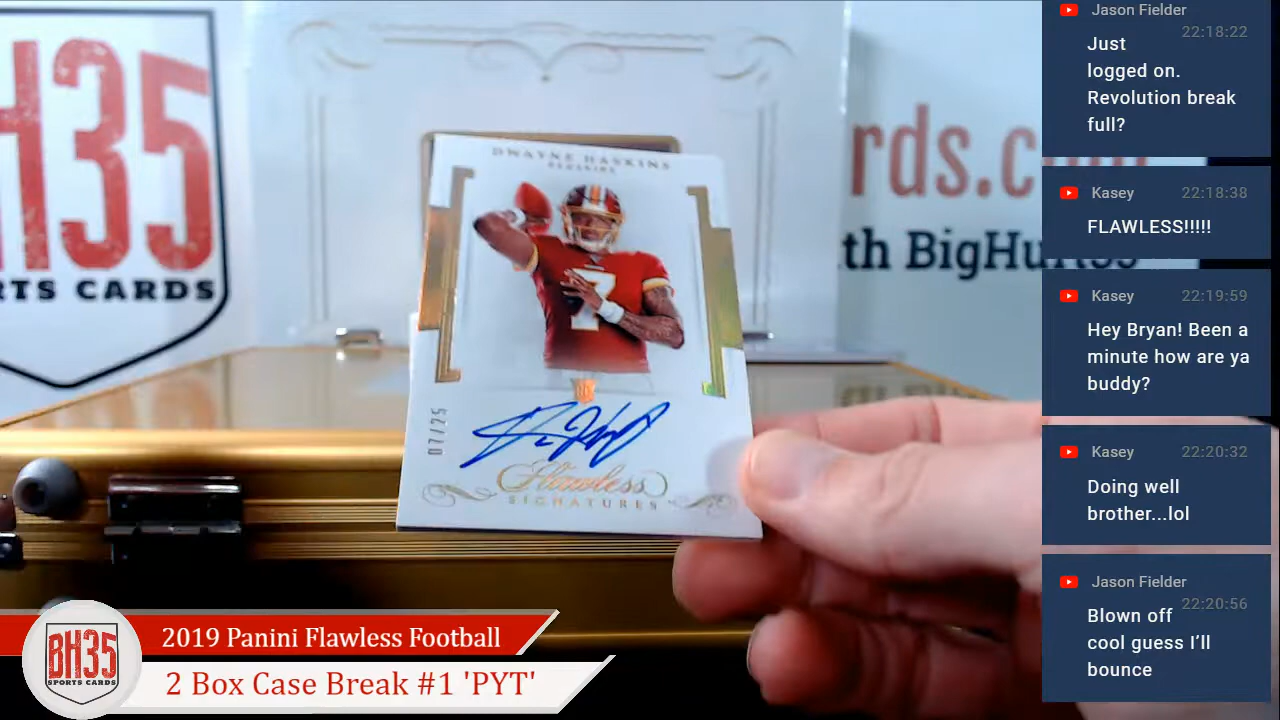 BH35
RTS CARDS
rds.c
th BigHu
DWAYNE HASKINS
REDSKINS
7
RC
07/25
Flawless
SIGNATURES
BH35
SPORTS CARDS
2019 Panini Flawless Football
2 Box Case Break #1 'PYT'
Jason Fielder
22:18:22
Just
logged on.
Revolution break
full?
Kasey 22:18:38
FLAWLESS!!!!!
Kasey 22:19:59
Hey Bryan! Been a
minute how are ya
buddy?
Kasey 22:20:32
Doing well
brother...lol
Jason Fielder
22:20:56
Blown off
cool guess I’ll
bounce